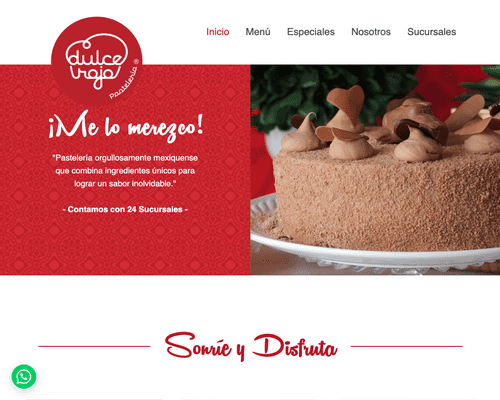 dulce
rojo
Pastelería ®
Inicio Menú Especiales Nosotros Sucursales
¡Me lo merezco!
"Pastelería orgullosamente mexiquense
que combina ingredientes únicos para
lograr un sabor inolvidable."
- Contamos con 24 Sucursales -
Sonríe y Disfruta